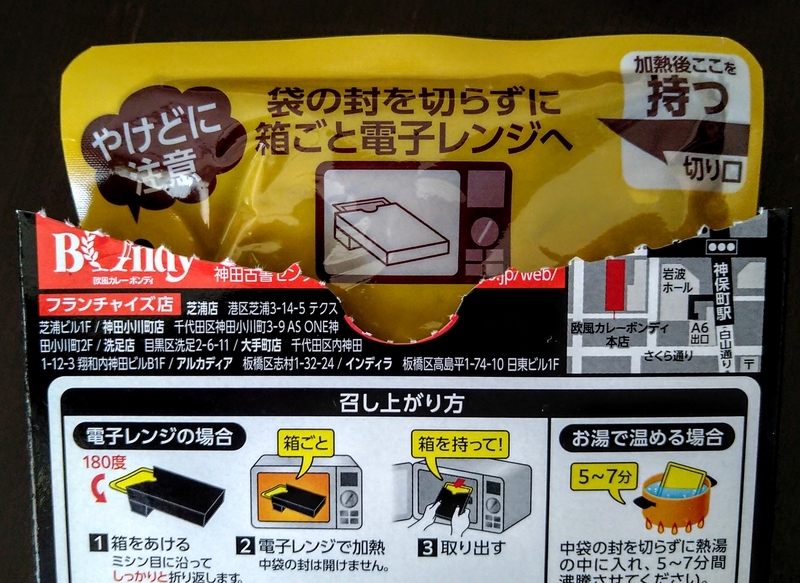 やけどに
注意
袋の封を切らずに
箱ごと電子レンジへ
加熱後ここを
持つ
切り口
欧風カレーボンディ
神田古書セン
.jp/web/
フランチャイズ店 芝浦店 港区芝浦3-14-5 テクス
芝浦ビル1F / 神田小川町店 千代田区神田小川町3-9 AS ONE神
田小川町2F / 洗足店 目黒区洗足2-6-11 / 大手町店 千代田区内神田
1-12-3 翔和内神田ビルB1F / アルカディア 板橋区志村1-32-24 / インディラ 板橋区高島平1-74-10 日東ビル1F
岩波
ホール
神保町駅
欧風カレーボンディ
本店
A6
出口
白山通り
さくら通り
〒
召し上がり方
電子レンジの場合
180度
1 箱をあける
ミシン目に沿って
しっかりと折り返します。
箱ごと
2 電子レンジで加熱
中袋の封は開けません。
箱を持って!
3 取り出す
お湯で温める場合
5~7分
中袋の封を切らずに熱湯
の中に入れ、5~7分間
沸騰させてください。